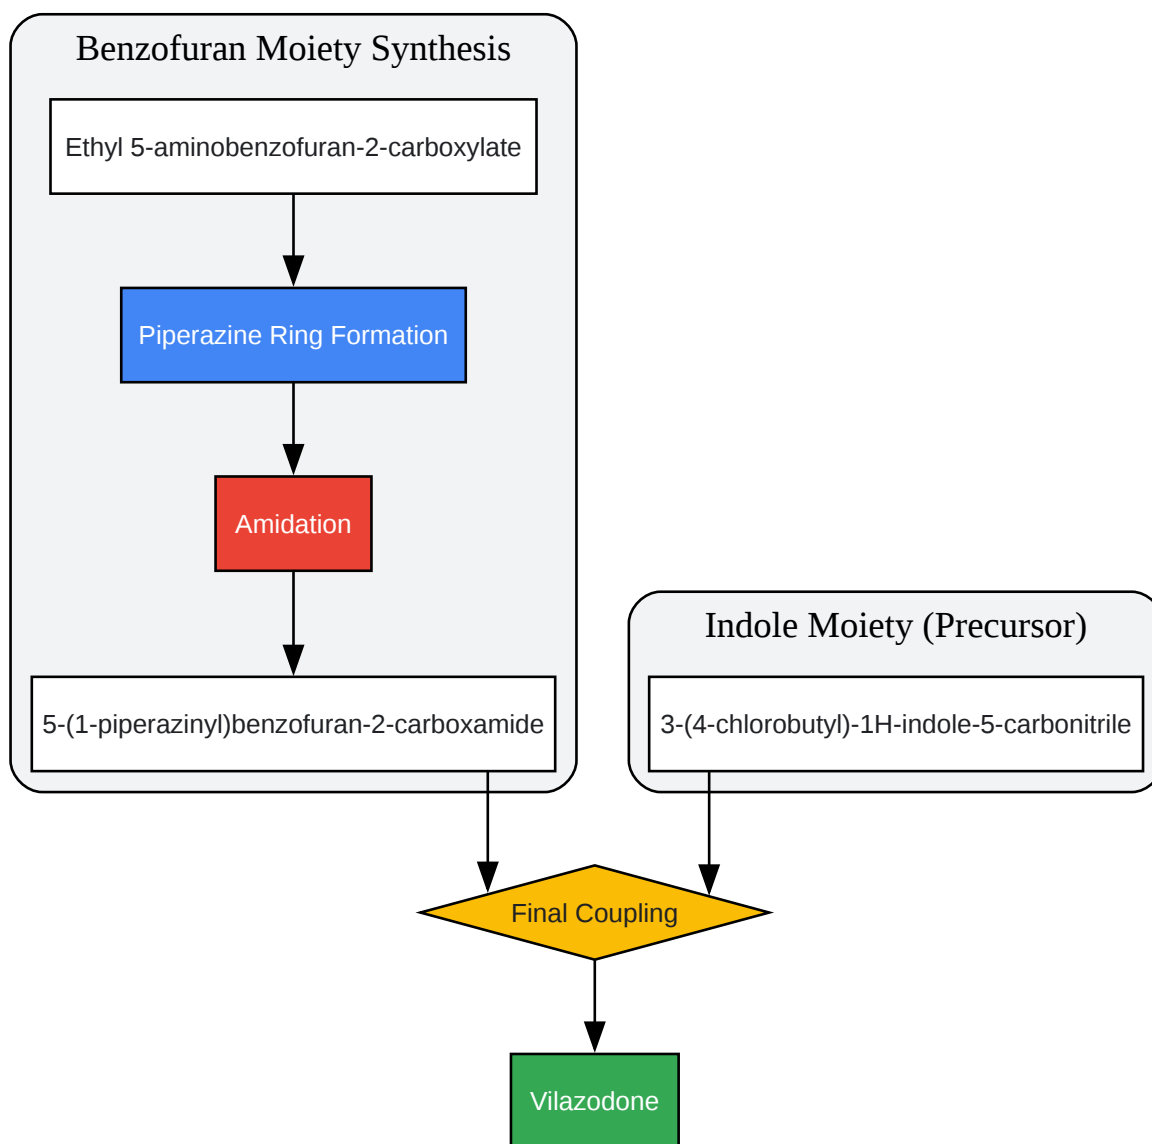 Benzofuran Moiety Synthesis
Ethyl 5-aminobenzofuran-2-carboxylate
Piperazine Ring Formation
Amidation
5-(1-piperazinyl)benzofuran-2-carboxamide
Indole Moiety (Precursor)
3-(4-chlorobutyl)-1H-indole-5-carbonitrile
Final Coupling
Vilazodone